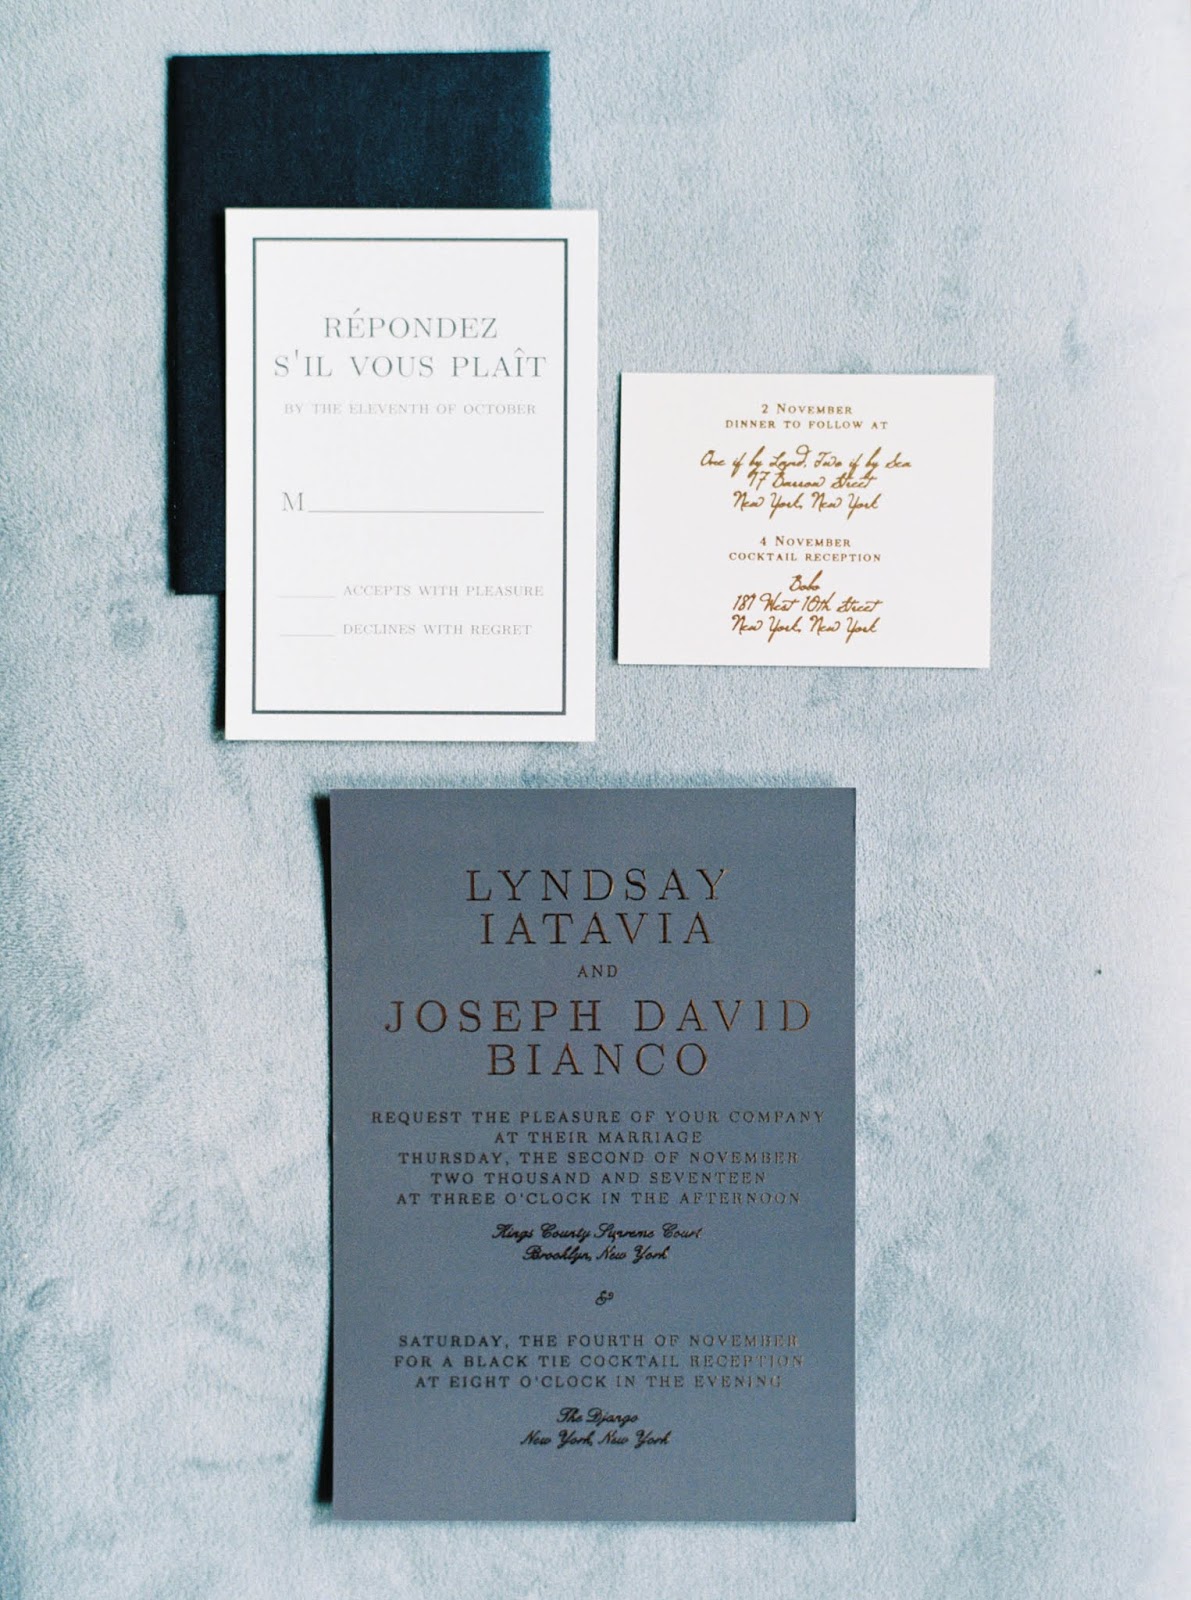 RÉPONDEZ
S'IL VOUS PLAÎT
BY THE ELEVENTH OF OCTOBER
M
ACCEPTS WITH PLEASURE
DECLINES WITH REGRET
2 NOVEMBER
DINNER TO FOLLOW AT
One if by Land, Two if by Sea
17 Barrow Street
New York, New York
4 NOVEMBER
COCKTAIL RECEPTION
Bobo
181 West 10th Street
New York, New York
LYNDSAY
IATAVIA
AND
JOSEPH DAVID
BIANCO
REQUEST THE PLEASURE OF YOUR COMPANY
AT THEIR MARRIAGE
THURSDAY, THE SECOND OF NOVEMBER
TWO THOUSAND AND SEVENTEEN
AT THREE O'CLOCK IN THE AFTERNOON
Kings County Supreme Court
Brooklyn, New York
&
SATURDAY, THE FOURTH OF NOVEMBER
FOR A BLACK TIE COCKTAIL RECEPTION
AT EIGHT O'CLOCK IN THE EVENING
The Django
New York, New York